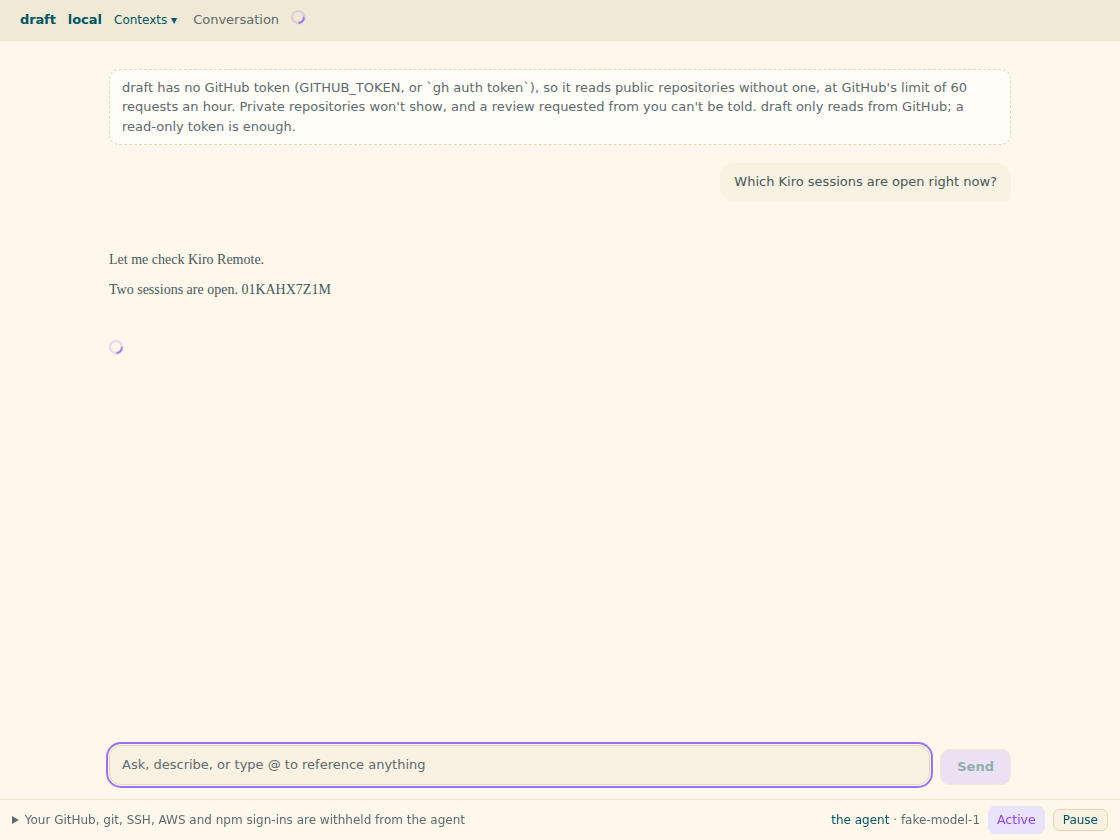 draft local Contexts ▾ Conversation
draft has no GitHub token (GITHUB_TOKEN, or `gh auth token`), so it reads public repositories without one, at GitHub's limit of 60
requests an hour. Private repositories won't show, and a review requested from you can't be told. draft only reads from GitHub; a
read-only token is enough.
Which Kiro sessions are open right now?
Let me check Kiro Remote.
Two sessions are open. 01KAHX7Z1M
Ask, describe, or type @ to reference anything
Send
▶ Your GitHub, git, SSH, AWS and npm sign-ins are withheld from the agent
the agent · fake-model-1 Active Pause